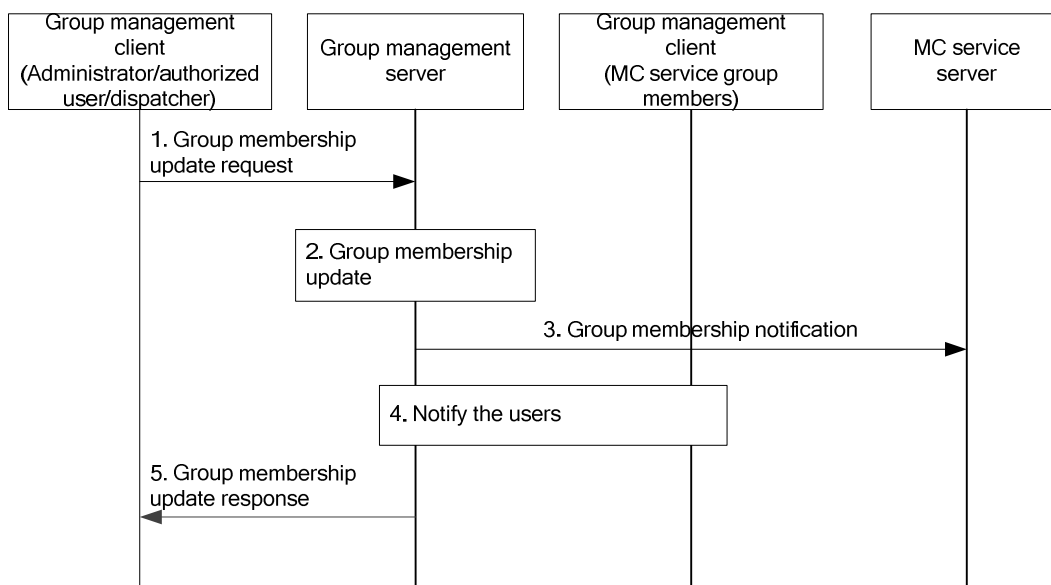 Group management
client
(Administrator/authorized
user/dispatcher)
Group management
server
Group management
client
(MC service group
members)
MC service
server
1. Group membership
update request
2. Group membership
update
3. Group membership notification
4. Notify the users
5. Group membership
update response